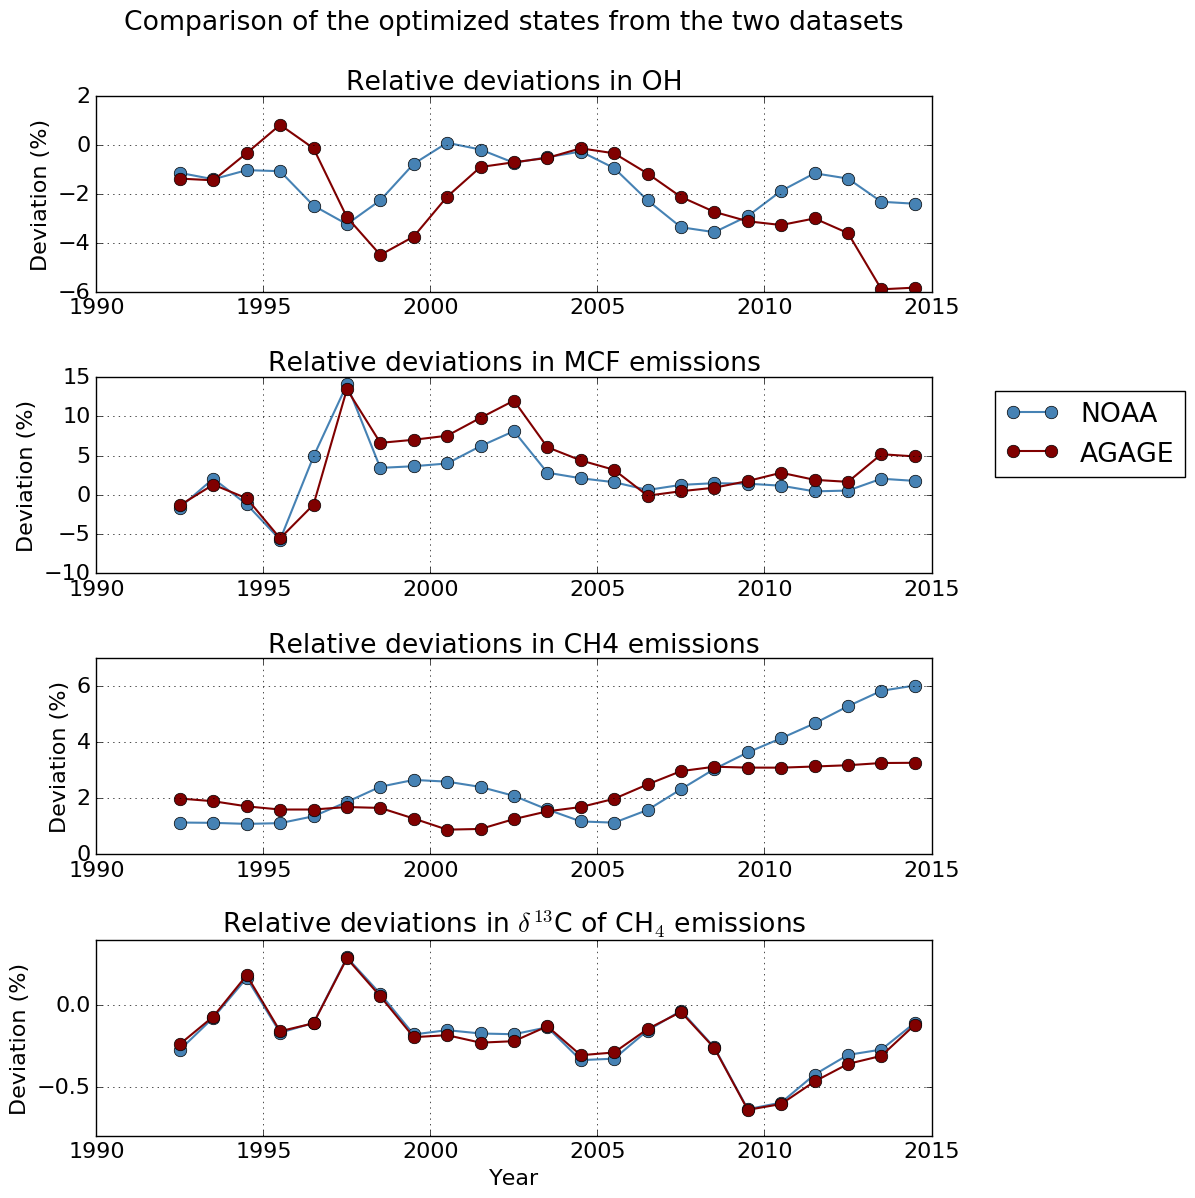 Comparison of the optimized states from the two datasets
Relative deviations in OH
Deviation (%)
2
0
−2
−4
−6
1990 1995 2000 2005 2010 2015
Relative deviations in MCF emissions
Deviation (%)
15
10
5
0
−5
−10
1990 1995 2000 2005 2010 2015
NOAA
AGAGE
Relative deviations in CH4 emissions
Deviation (%)
6
4
2
0
1990 1995 2000 2005 2010 2015
Relative deviations in δ¹³C of CH₄ emissions
Deviation (%)
0.0
−0.5
1990 1995 2000 2005 2010 2015
Year